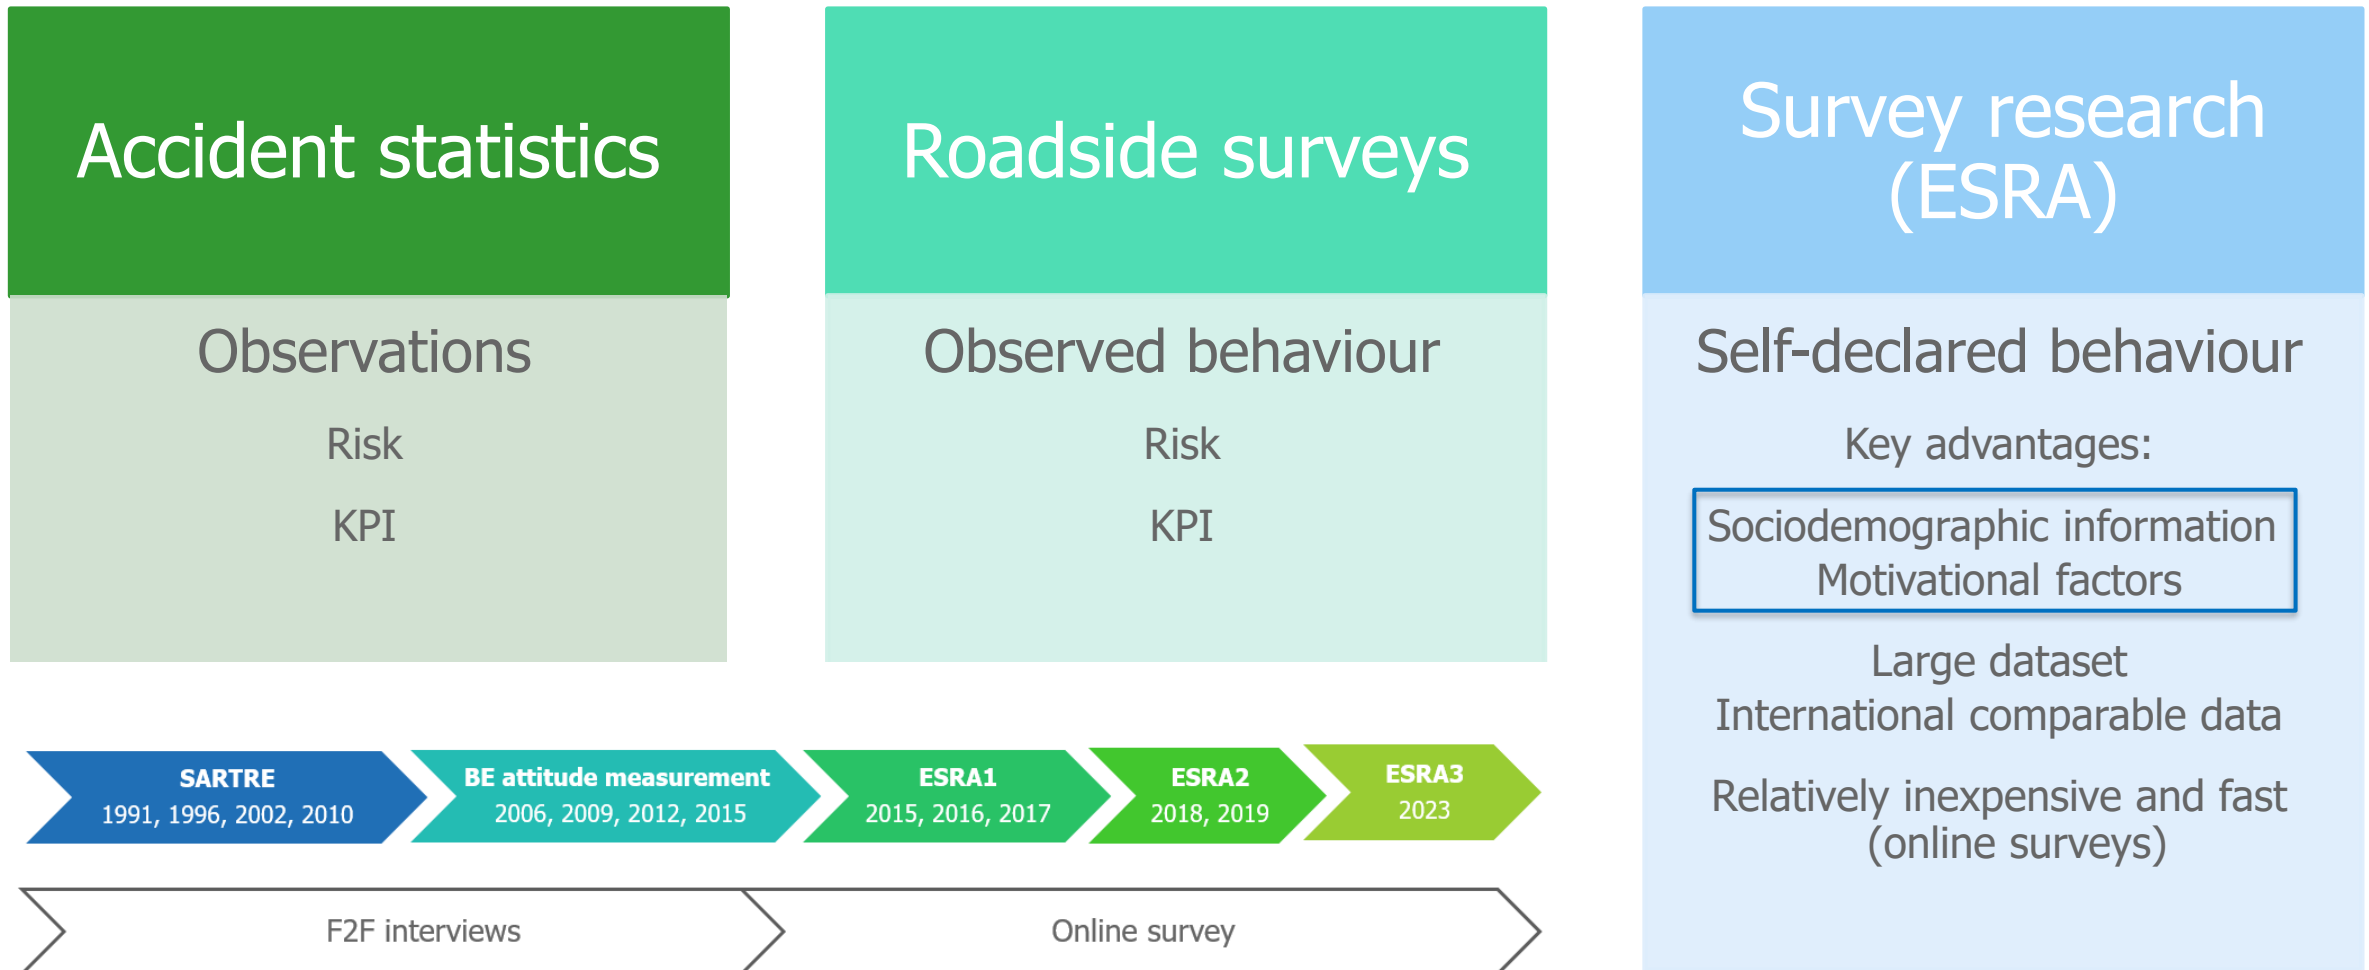 Accident statistics
Observations
Risk
KPI
Roadside surveys
Observed behaviour
Risk
KPI
Survey research
(ESRA)
Self-declared behaviour
Key advantages:
Sociodemographic information
Motivational factors
Large dataset
International comparable data
Relatively inexpensive and fast
(online surveys)
SARTRE
1991, 1996, 2002, 2010
BE attitude measurement
2006, 2009, 2012, 2015
ESRA1
2015, 2016, 2017
ESRA2
2018, 2019
ESRA3
2023
F2F interviews
Online survey